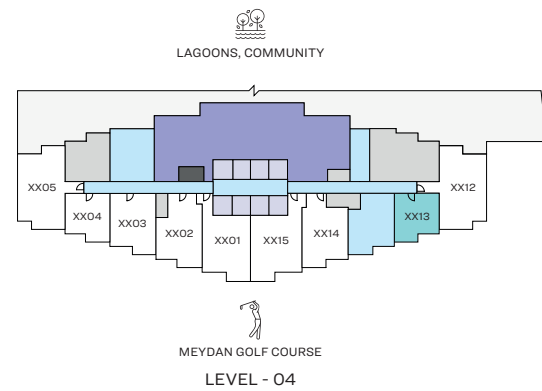 LAGOONS, COMMUNITY
XX05
XX04
XX03
XX02
XX01
XX15
XX14
XX13
XX12
MEYDAN GOLF COURSE
LEVEL - 04